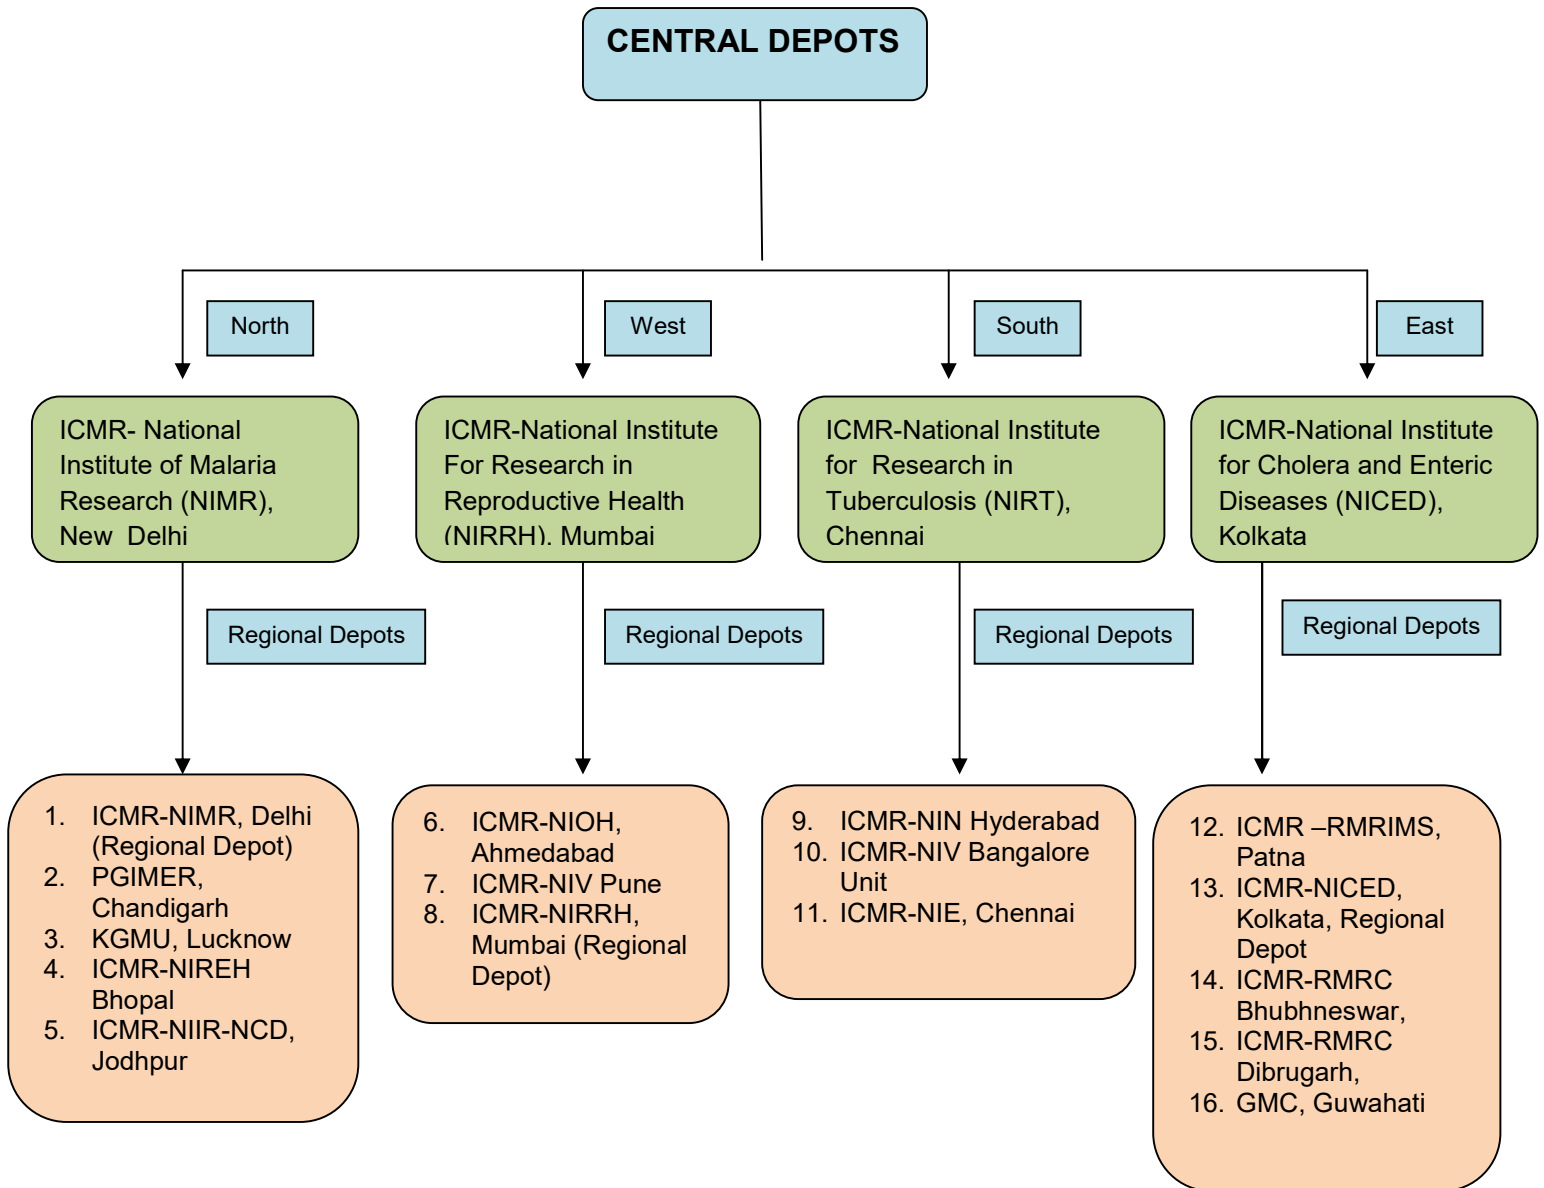 CENTRAL DEPOTS
North
West
South
East
ICMR- National
Institute of Malaria
Research (NIMR),
New Delhi
ICMR-National Institute
For Research in
Reproductive Health
(NIRRH), Mumbai
ICMR-National Institute
for Research in
Tuberculosis (NIRT),
Chennai
ICMR-National Institute
for Cholera and Enteric
Diseases (NICED),
Kolkata
Regional Depots
Regional Depots
Regional Depots
Regional Depots
1. ICMR-NIMR, Delhi
(Regional Depot)
2. PGIMER,
Chandigarh
3. KGMU, Lucknow
4. ICMR-NIREH
Bhopal
5. ICMR-NIIR-NCD,
Jodhpur
6. ICMR-NIOH,
Ahmedabad
7. ICMR-NIV Pune
8. ICMR-NIRRH,
Mumbai (Regional
Depot)
9. ICMR-NIN Hyderabad
10. ICMR-NIV Bangalore
Unit
11. ICMR-NIE, Chennai
12. ICMR –RMRIMS,
Patna
13. ICMR-NICED,
Kolkata, Regional
Depot
14. ICMR-RMRC
Bhubhneswar,
15. ICMR-RMRC
Dibrugarh,
16. GMC, Guwahati